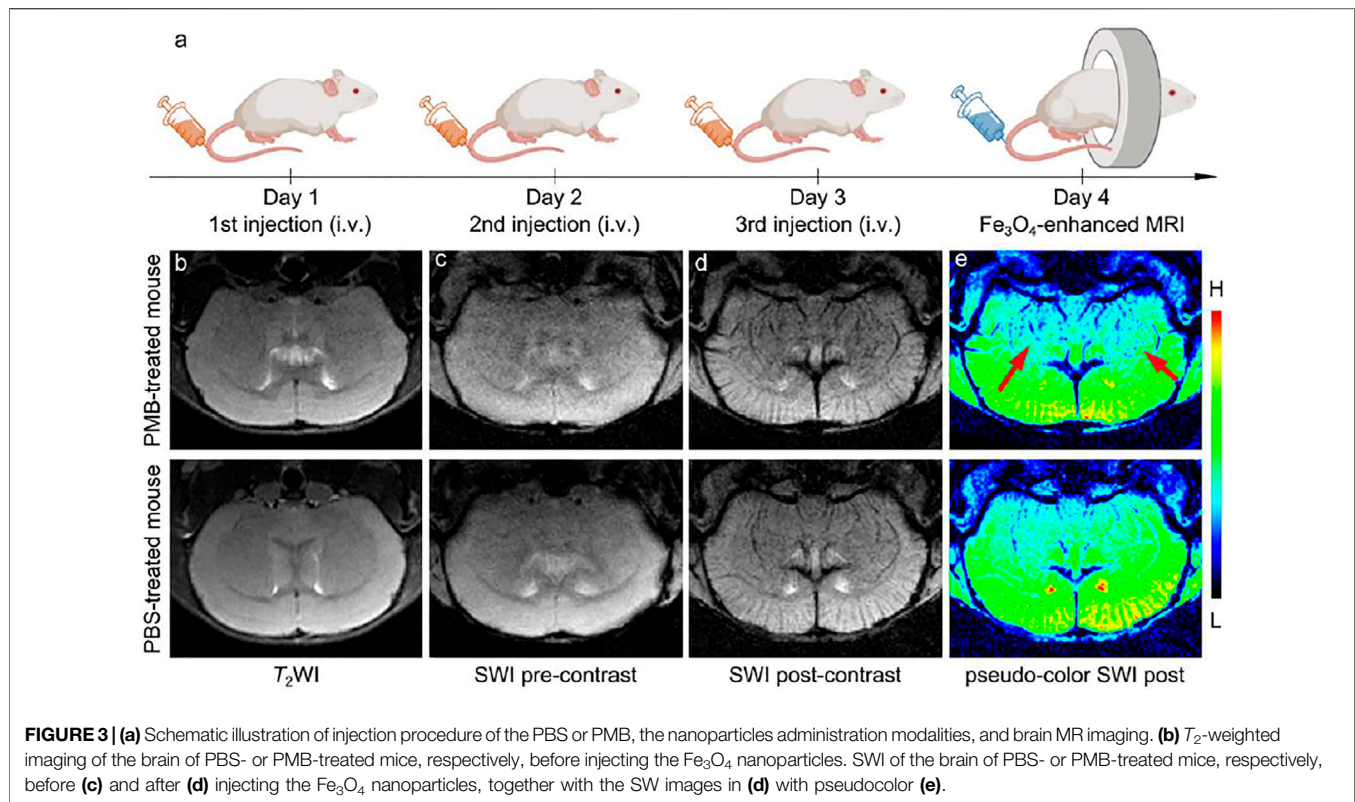 a
Day 1
1st injection (i.v.)
Day 2
2nd injection (i.v.)
Day 3
3rd injection (i.v.)
Day 4
Fe₃O₄-enhanced MRI
PMB-treated mouse
b
c
d
e
H
L
PBS-treated mouse
T₂WI
SWI pre-contrast
SWI post-contrast
pseudo-color SWI post
FIGURE 3 | (a) Schematic illustration of injection procedure of the PBS or PMB, the nanoparticles administration modalities, and brain MR imaging. (b) T₂-weighted
imaging of the brain of PBS- or PMB-treated mice, respectively, before injecting the Fe₃O₄ nanoparticles. SWI of the brain of PBS- or PMB-treated mice, respectively,
before (c) and after (d) injecting the Fe₃O₄ nanoparticles, together with the SW images in (d) with pseudocolor (e).